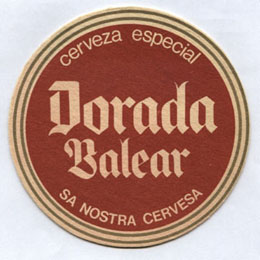 cerveza especial
Dorada
Balear
SA NOSTRA CERVESA